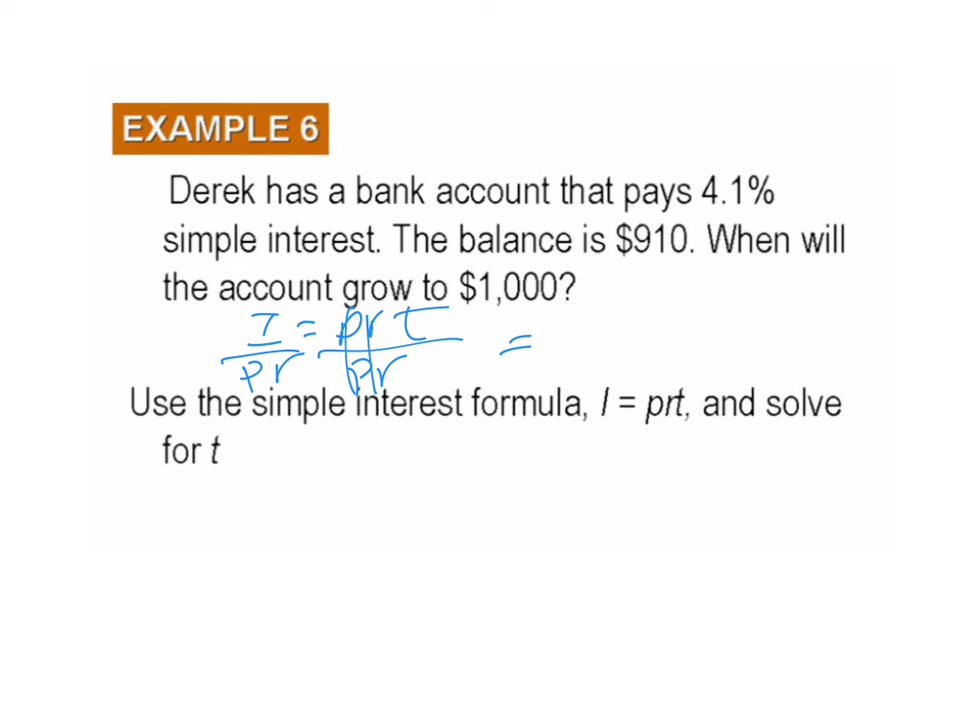 EXAMPLE 6
Derek has a bank account that pays 4.1%
simple interest. The balance is $910. When will
the account grow to $1,000?
I = prt =
pr pr
Use the simple interest formula, I = prt, and solve
for t